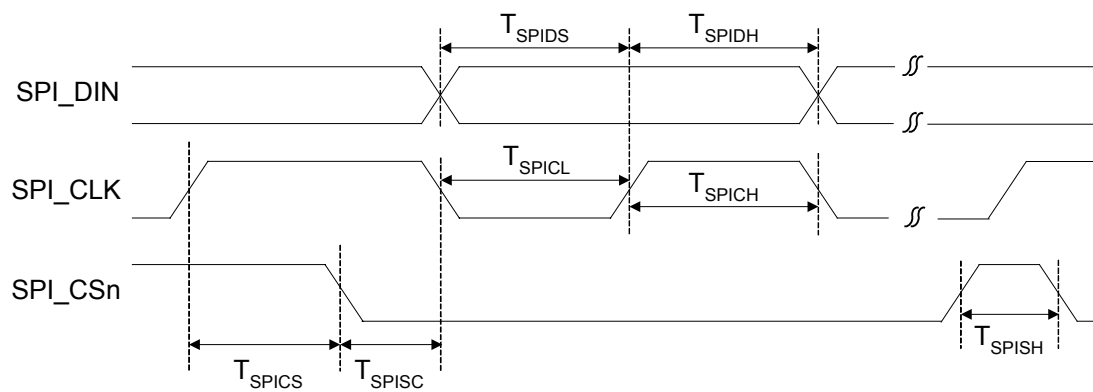 T_SPIDS
T_SPIDH
SPI_DIN
T_SPICL
SPI_CLK
T_SPICH
SPI_CSn
T_SPISH
T_SPICS
T_SPISC